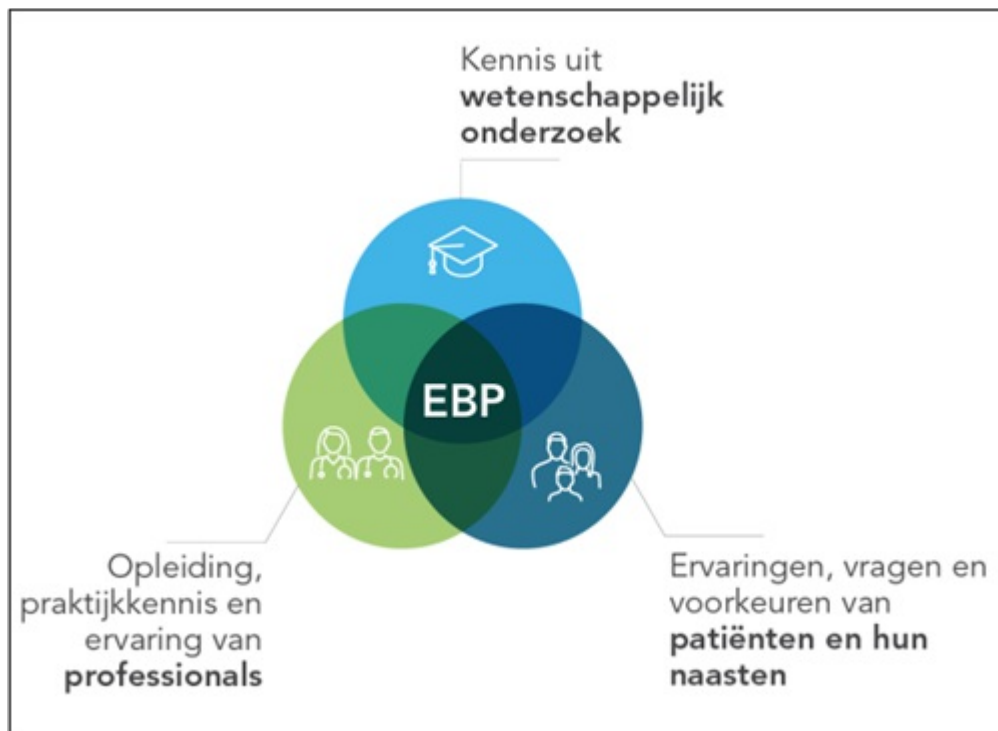 Kennis uit
wetenschappelijk
onderzoek
EBP
Opleiding,
praktijkkennis en
ervaring van
professionals
Ervaringen, vragen en
voorkeuren van
patiënten en hun
naasten